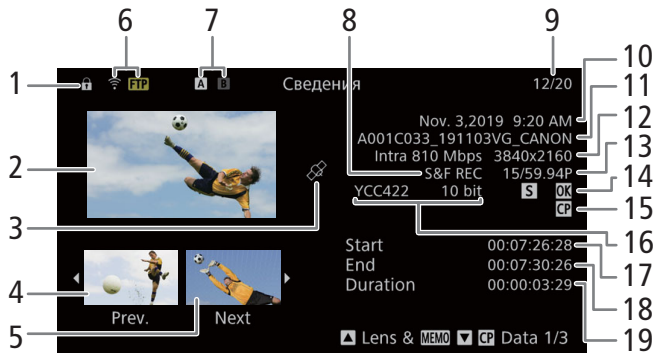 6 7 8 9
1 FTP A B Сведения 12/20 10
Nov. 3,2019 9:20 AM 11
A001C033_191103VG_CANON 12
2 Intra 810 Mbps 3840x2160 13
S&F REC 15/59.94P 14
YCC422 10 bit S OK 15
CP
3 16
Start 00:07:26:28 17
4 End 00:07:30:26 18
5 Duration 00:00:03:29 19
Prev. Next
Lens & MEMO CP Data 1/3